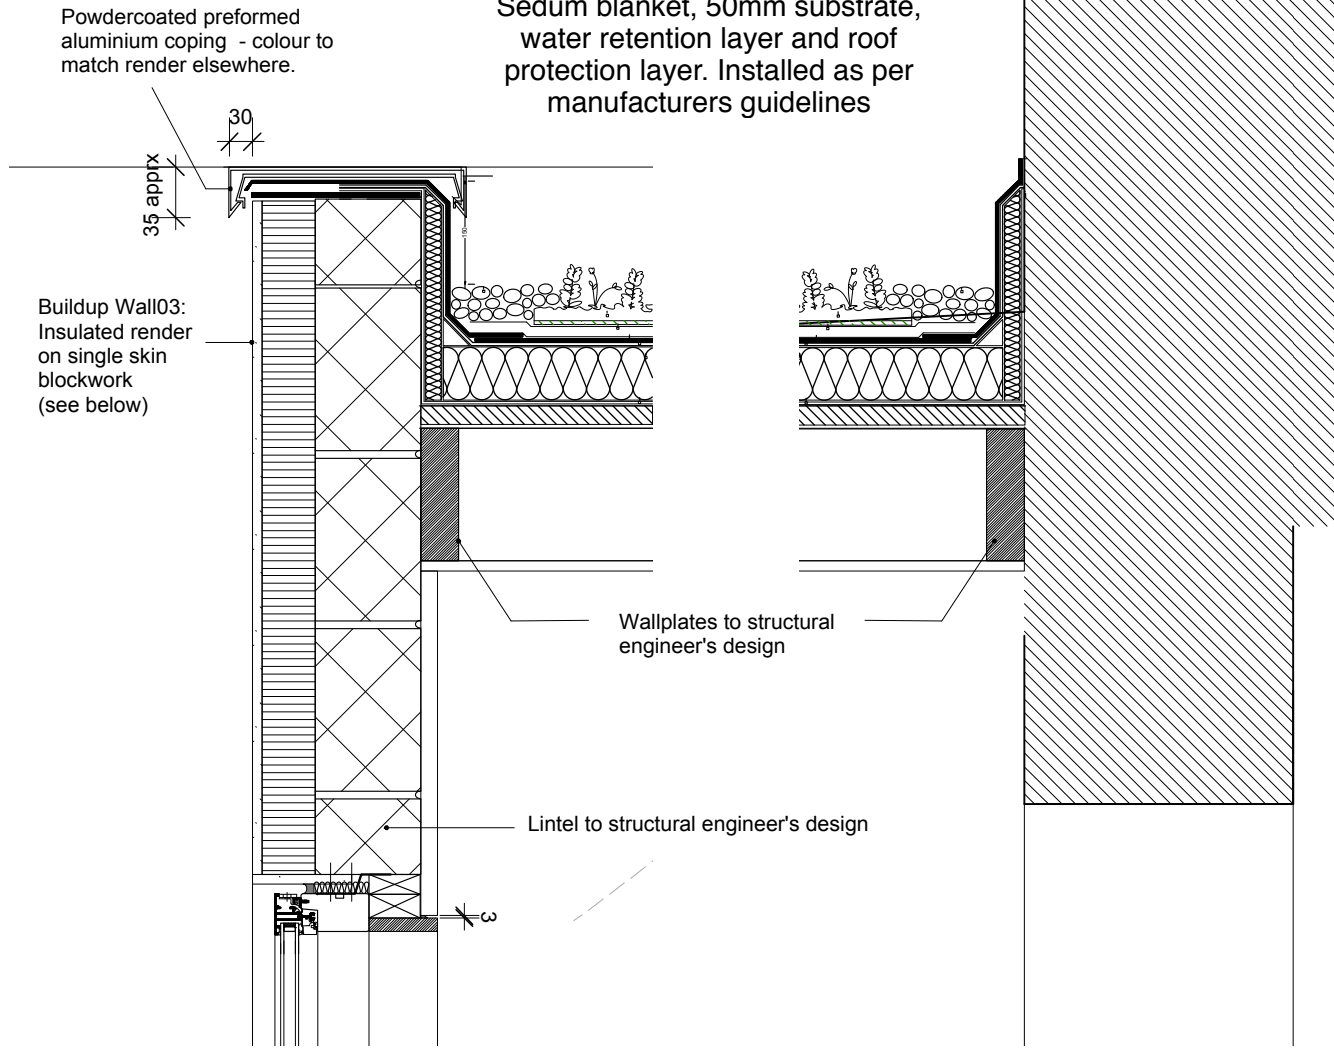 Powdercoated preformed
aluminium coping - colour to
match render elsewhere.
Sedum blanket, 50mm substrate,
water retention layer and roof
protection layer. Installed as per
manufacturers guidelines
30
35 apprx
150
Buildup Wall03:
Insulated render
on single skin
blockwork
(see below)
Wallplates to structural
engineer's design
Lintel to structural engineer's design
3